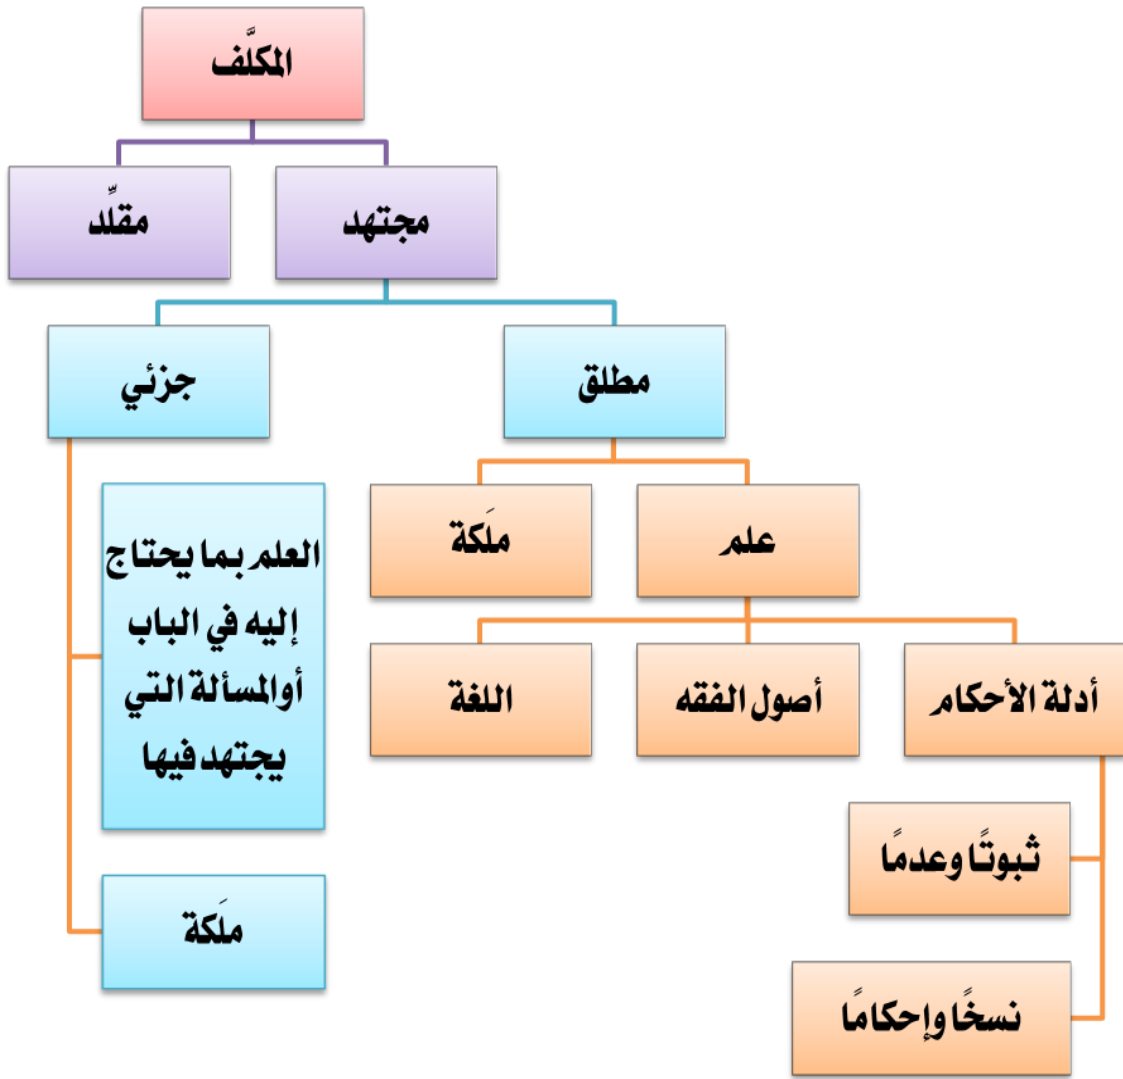 المكلَّف
مجتهد
مقلِّد
مطلق
جزئي
علم
ملَكة
العلم بما يحتاج
إليه في الباب
أوالمسألة التي
يجتهد فيها
أدلة الأحكام
أصول الفقه
اللغة
ثبوتًا وعدمًا
ملَكة
نسخًا وإحكامًا